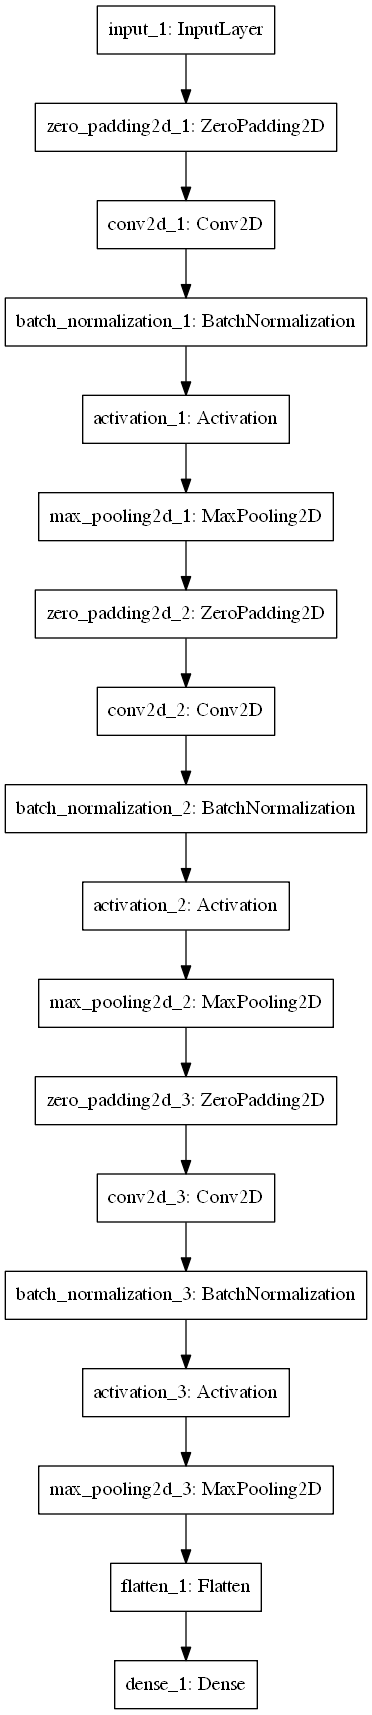 input_1: InputLayer
zero_padding2d_1: ZeroPadding2D
conv2d_1: Conv2D
batch_normalization_1: BatchNormalization
activation_1: Activation
max_pooling2d_1: MaxPooling2D
zero_padding2d_2: ZeroPadding2D
conv2d_2: Conv2D
batch_normalization_2: BatchNormalization
activation_2: Activation
max_pooling2d_2: MaxPooling2D
zero_padding2d_3: ZeroPadding2D
conv2d_3: Conv2D
batch_normalization_3: BatchNormalization
activation_3: Activation
max_pooling2d_3: MaxPooling2D
flatten_1: Flatten
dense_1: Dense